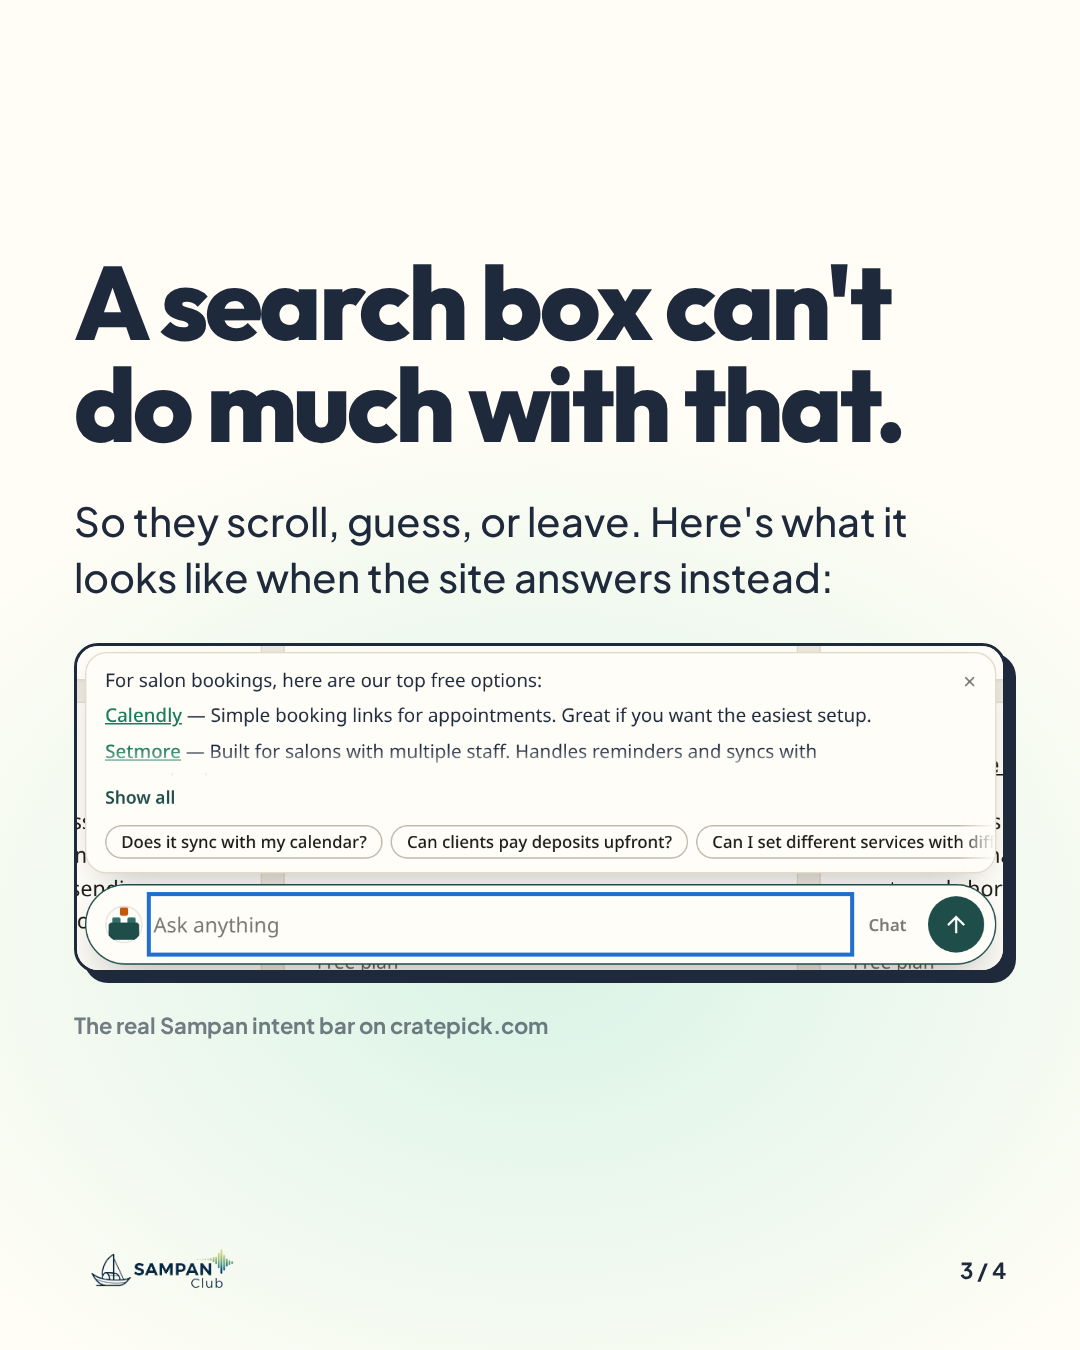 A search box can't
do much with that.
So they scroll, guess, or leave. Here's what it
looks like when the site answers instead:
For salon bookings, here are our top free options:
×
Calendly — Simple booking links for appointments. Great if you want the easiest setup.
Setmore — Built for salons with multiple staff. Handles reminders and syncs with
Show all
Does it sync with my calendar?
Can clients pay deposits upfront?
Can I set different services with
Ask anything
Chat
Free plan
Free plan
The real Sampan intent bar on cratepick.com
SAMPAN
Club
3 / 4